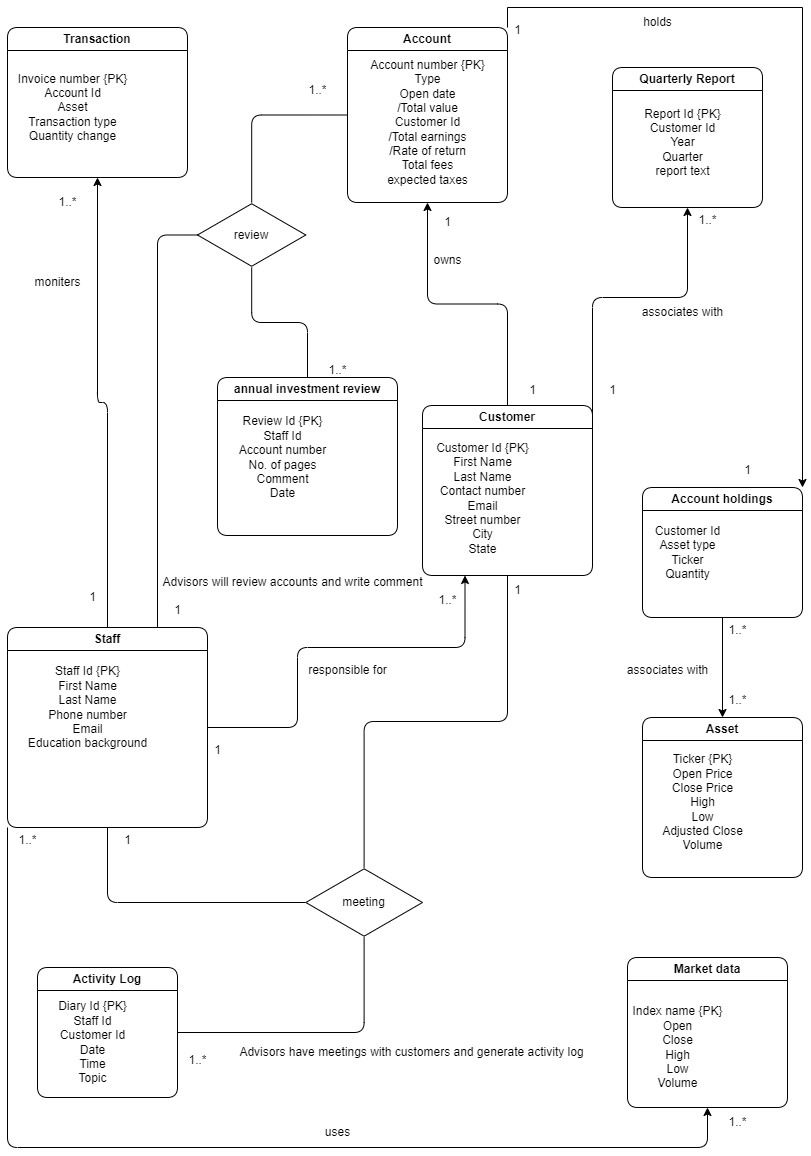 holds
1
Transaction
Invoice number {PK}
Account Id
Asset
Transaction type
Quantity change
1..*
Account
Account number {PK}
Type
Open date
/Total value
Customer Id
/Total earnings
/Rate of return
Total fees
expected taxes
1..*
Quarterly Report
Report Id {PK}
Customer Id
Year
Quarter
report text
1..*
review
1
owns
moniters
associates with
1..*
annual investment review
Review Id {PK}
Staff Id
Account number
No. of pages
Comment
Date
1
1
Customer
Customer Id {PK}
First Name
Last Name
Contact number
Email
Street number
City
State
1
Account holdings
Customer Id
Asset type
Ticker
Quantity
Advisors will review accounts and write comment
1
1
1..*
1
1..*
Staff
Staff Id {PK}
First Name
Last Name
Phone number
Email
Education background
responsible for
1
associates with
1..*
Asset
Ticker {PK}
Open Price
Close Price
High
Low
Adjusted Close
Volume
1..*
1
meeting
Activity Log
Diary Id {PK}
Staff Id
Customer Id
Date
Time
Topic
1..*
Advisors have meetings with customers and generate activity log
Market data
Index name {PK}
Open
Close
High
Low
Volume
1..*
uses